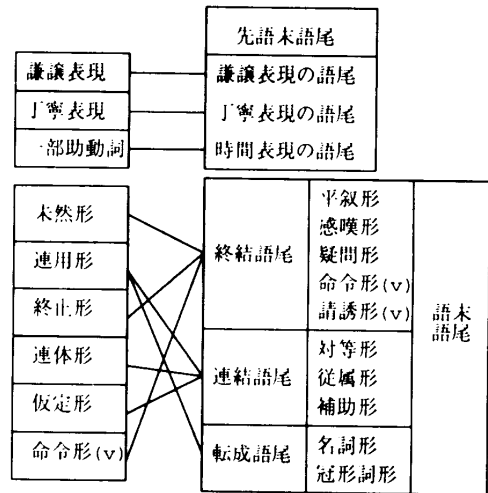 先語末語尾
謙譲表現
謙譲表現の語尾
丁寧表現
丁寧表現の語尾
一部助動詞
時間表現の語尾
未然形
連用形
終止形
連体形
仮定形
命令形(v)
終結語尾
平叙形
感嘆形
疑問形
命令形(v)
請誘形(v)
連結語尾
対等形
従属形
補助形
転成語尾
名詞形
冠形詞形
語末
語尾